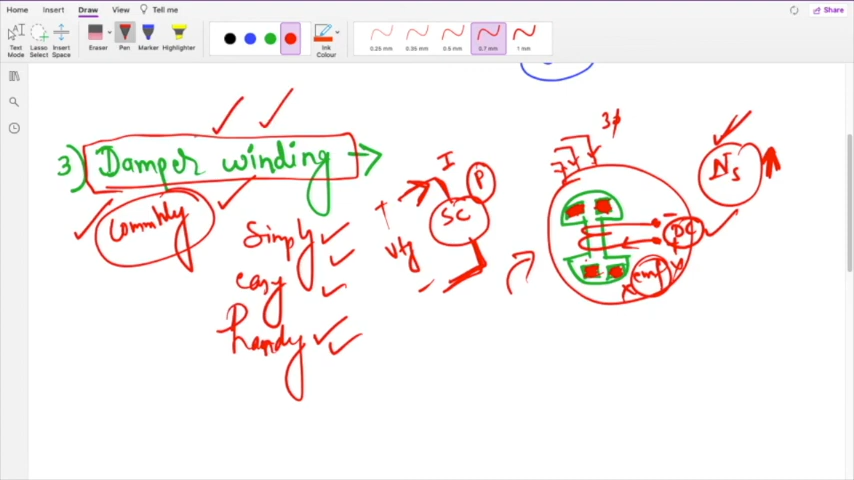 Home Insert Draw View Tell me
Share
Text Mode
Lasso Select
Insert Space
Eraser
Pen
Marker
Highlighter
Ink Colour
0.25 mm
0.35 mm
0.5 mm
0.7 mm
1 mm
3) Damper winding →
Commnly
Simply
easy
handy
+
vtg
-
I
P
SC
3ϕ
Ns
-
DC
+
emf